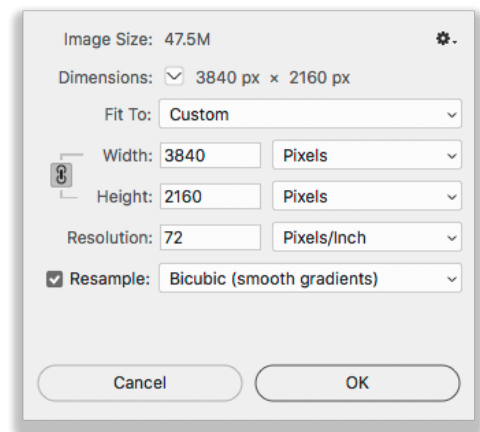 Image Size: 47.5M
Dimensions: 3840 px × 2160 px
Fit To: Custom
Width: 3840 Pixels
Height: 2160 Pixels
Resolution: 72 Pixels/Inch
Resample: Bicubic (smooth gradients)
Cancel OK